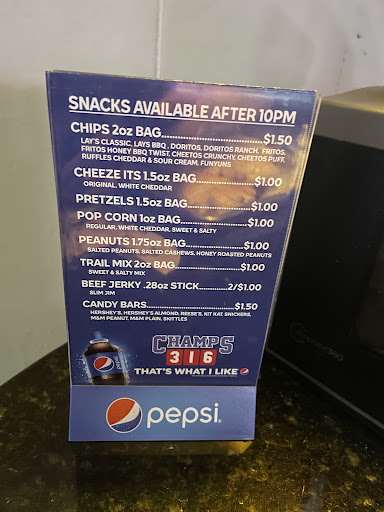 SNACKS AVAILABLE AFTER 10PM
CHIPS 2oz BAG..............................$1.50
LAY'S CLASSIC, LAYS BBQ, DORITOS, DORITOS RANCH, FRITOS,
FRITOS HONEY BBQ TWIST, CHEETOS CRUNCHY, CHEETOS PUFF,
RUFFLES CHEDDAR & SOUR CREAM, FUNYUNS
CHEEZE ITS 1.5oz BAG.................$1.00
ORIGINAL, WHITE CHEDDAR
PRETZELS 1.5oz BAG......................$1.00
POP CORN 1oz BAG........................$1.00
REGULAR, WHITE CHEDDAR, SWEET & SALTY
PEANUTS 1.75oz BAG.....................$1.00
SALTED PEANUTS, SALTED CASHEWS, HONEY ROASTED PEANUTS
TRAIL MIX 2oz BAG........................$1.00
SWEET & SALTY MIX
BEEF JERKY .28oz STICK.........2/$1.00
SLIM JIM
CANDY BARS..............................$1.50
HERSHEY'S, HERSHEY'S ALMOND, REESE'S, KIT KAT, SNICKERS,
M&M PEANUT, M&M PLAIN, SKITTLES
CHAMPS
316
THAT'S WHAT I LIKE
pepsi